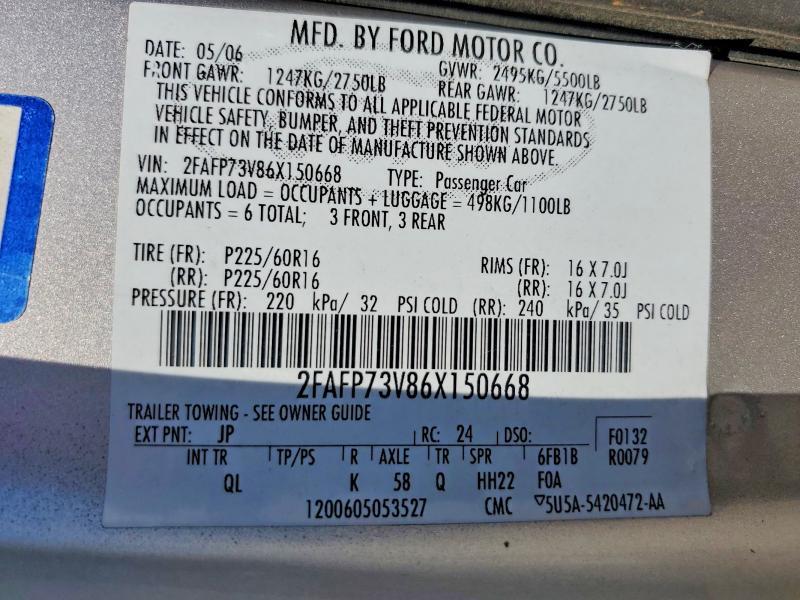 MFD. BY FORD MOTOR CO.
DATE: 05/06 GVWR: 2495KG/5500LB
FRONT GAWR: 1247KG/2750LB REAR GAWR: 1247KG/2750LB
THIS VEHICLE CONFORMS TO ALL APPLICABLE FEDERAL MOTOR
VEHICLE SAFETY, BUMPER, AND THEFT PREVENTION STANDARDS
IN EFFECT ON THE DATE OF MANUFACTURE SHOWN ABOVE.
VIN: 2FAFP73V86X150668 TYPE: Passenger Car
MAXIMUM LOAD = OCCUPANTS + LUGGAGE = 498KG/1100LB
OCCUPANTS = 6 TOTAL; 3 FRONT, 3 REAR
TIRE (FR): P225/60R16 RIMS (FR): 16 X 7.0J
(RR): P225/60R16 (RR): 16 X 7.0J
PRESSURE (FR): 220 kPa/ 32 PSI COLD (RR): 240 kPa/ 35 PSI COLD
2FAFP73V86X150668
TRAILER TOWING - SEE OWNER GUIDE
EXT PNT: JP RC: 24 DSO: F0132
INT TR TP/PS R AXLE TR SPR 6FB1B R0079
QL K 58 Q HH22 F0A
1200605053527 CMC ▽5U5A-5420472-AA